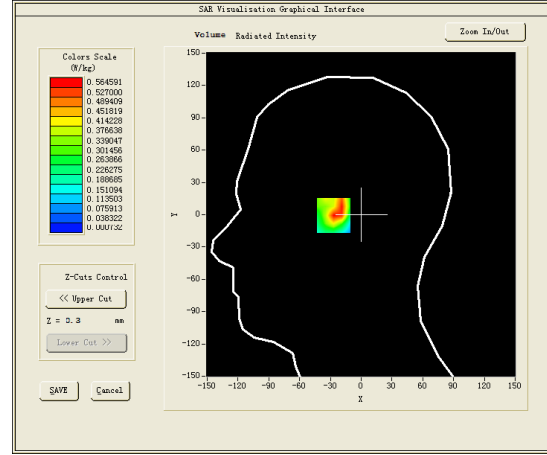 SAR Visualisation Graphical Interface
Volume Radiated Intensity
Zoom In/Out
Colors Scale
(W/kg)
0.564591
0.527000
0.489409
0.451819
0.414228
0.376638
0.339047
0.301456
0.263866
0.226275
0.188685
0.151094
0.113503
0.075913
0.038322
0.000732
Z-Cuts Control
<< Upper Cut
Z = 0.3 mm
Lower Cut >>
SAVE Cancel
150
120
90
60
30
0
-30
-60
-90
-120
-150
Y
-150 -120 -90 -60 -30 0 30 60 90 120 150
X